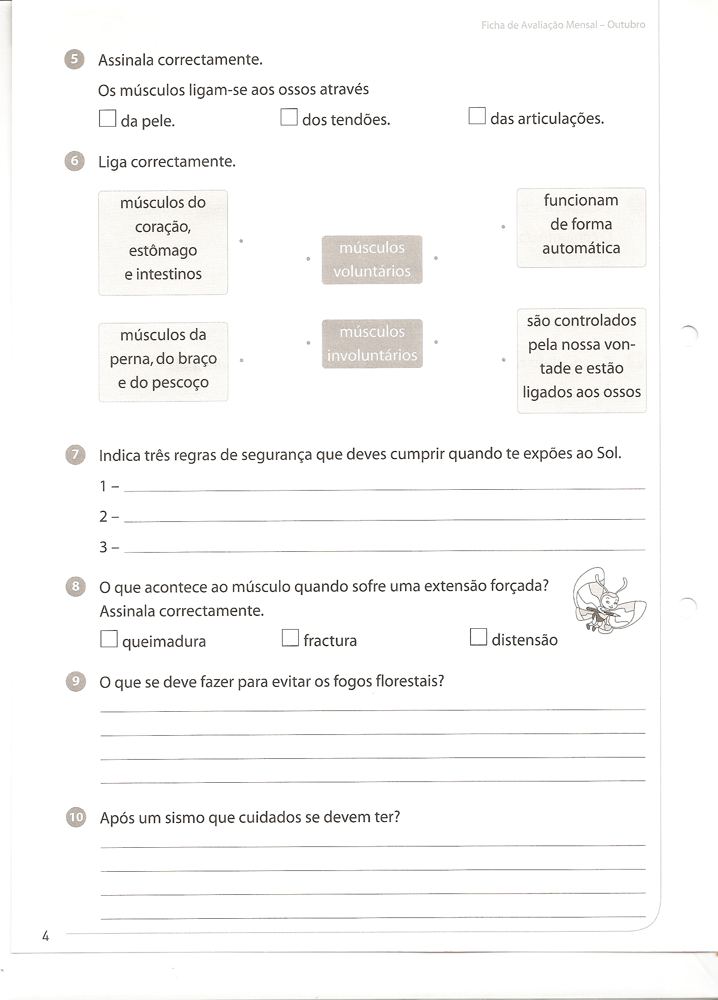 Ficha de Avaliação Mensal – Outubro
5 Assinala correctamente.
Os músculos ligam-se aos ossos através
da pele. dos tendões. das articulações.
6 Liga correctamente.
músculos do
coração,
estômago
e intestinos
músculos
voluntários
funcionam
de forma
automática
músculos da
perna, do braço
e do pescoço
músculos
involuntários
são controlados
pela nossa von-
tade e estão
ligados aos ossos
7 Indica três regras de segurança que deves cumprir quando te expões ao Sol.
1 –
2 –
3 –
8 O que acontece ao músculo quando sofre uma extensão forçada?
Assinala correctamente.
queimadura fractura distensão
9 O que se deve fazer para evitar os fogos florestais?
10 Após um sismo que cuidados se devem ter?
4